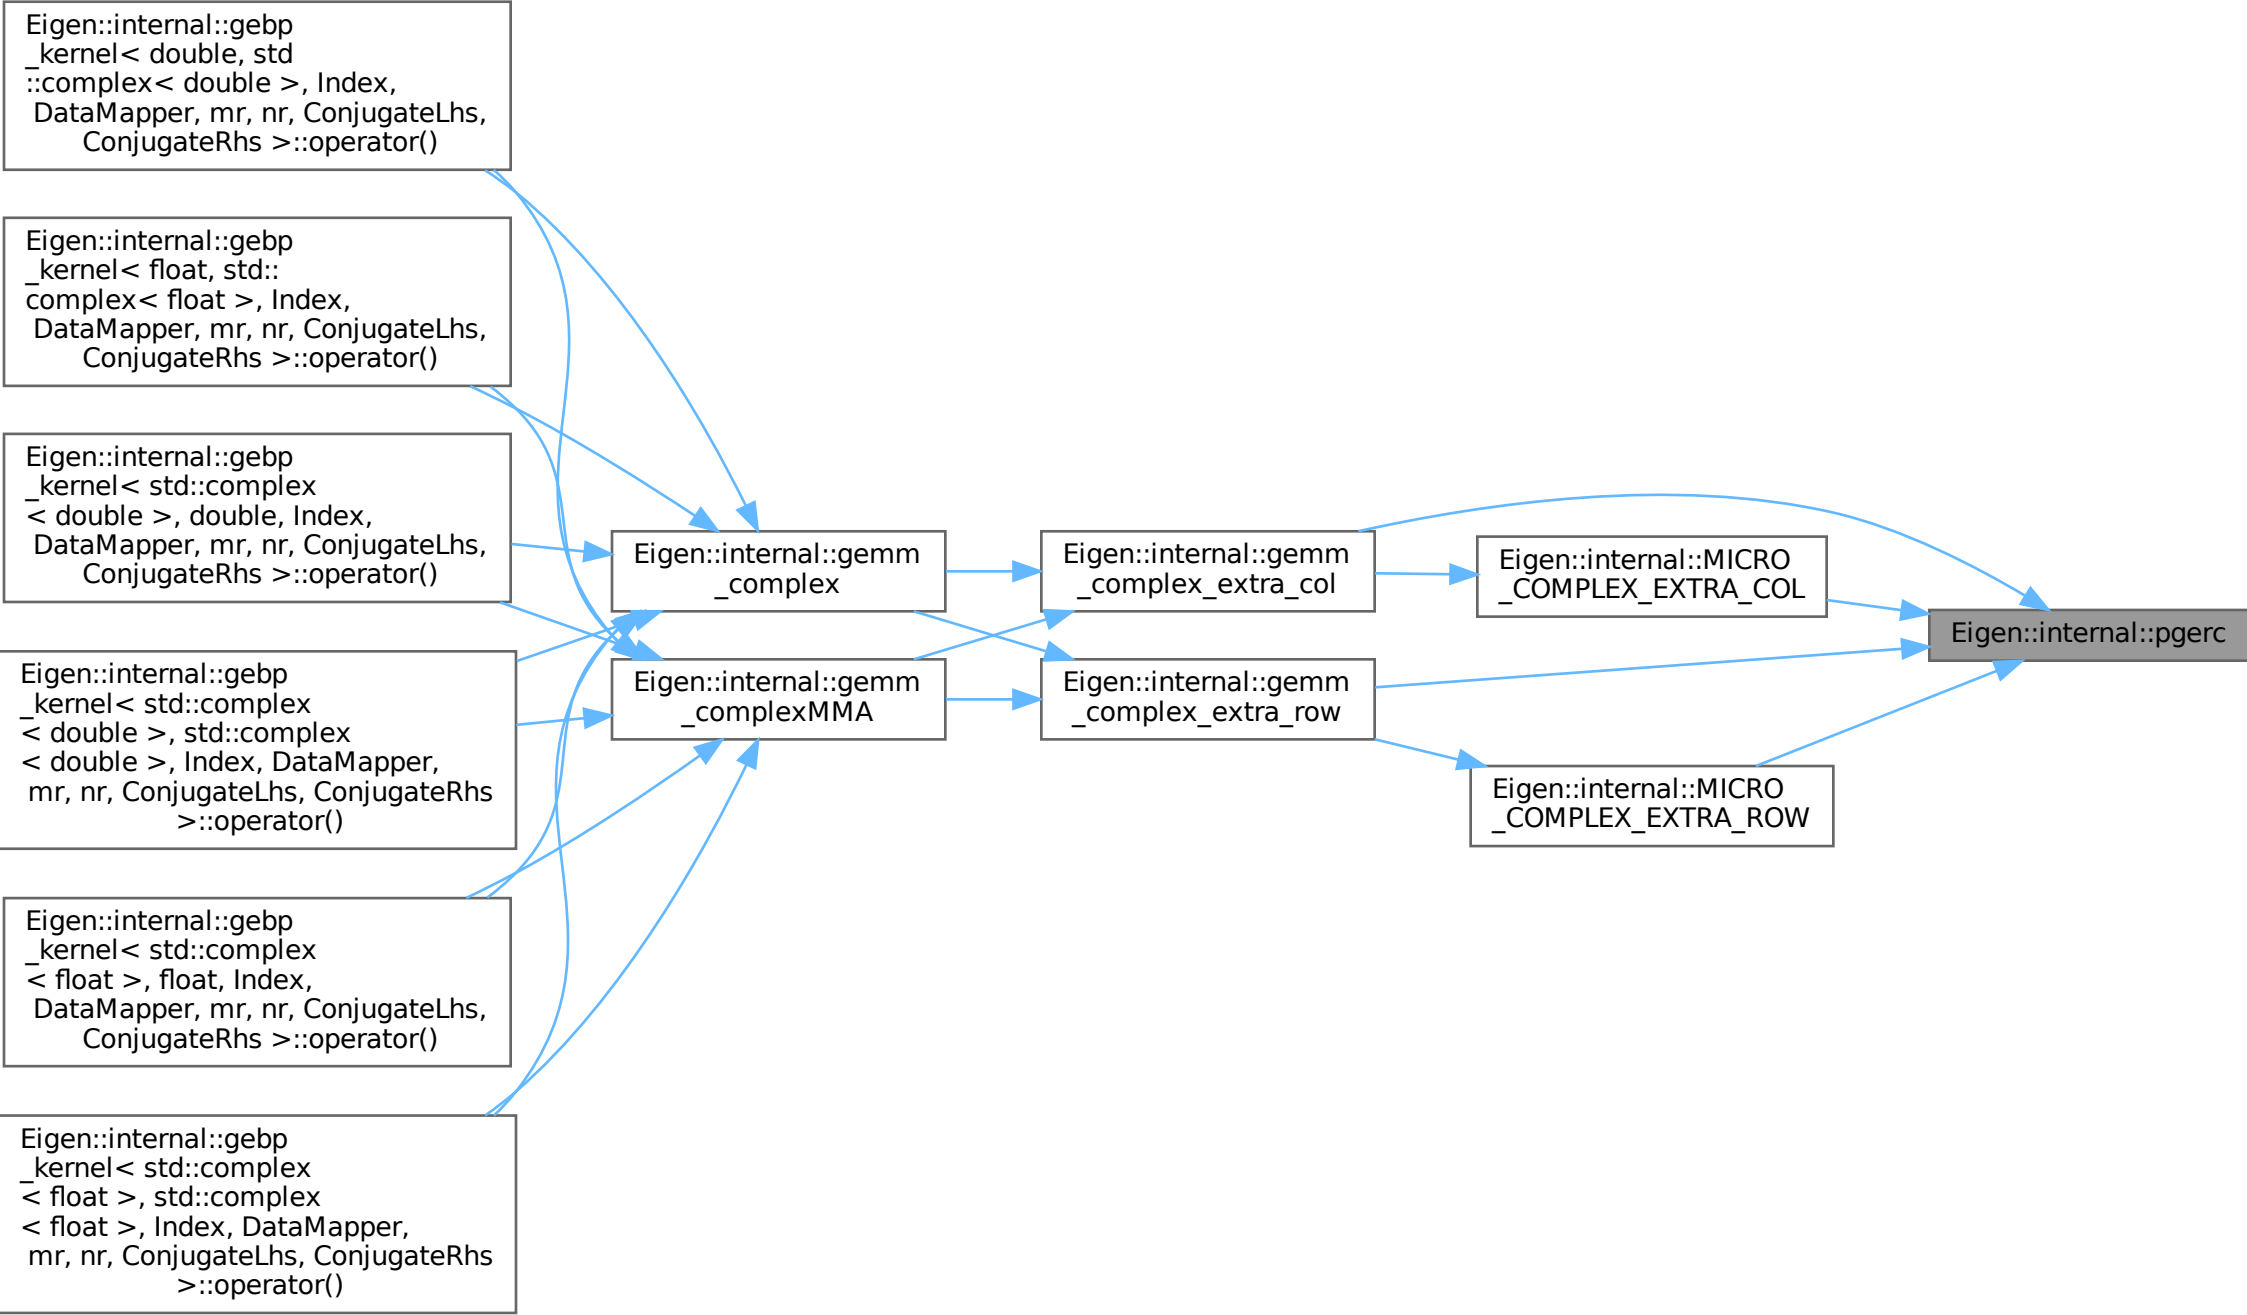 Eigen::internal::gebp
_kernel< double, std
::complex< double >, Index,
DataMapper, mr, nr, ConjugateLhs,
ConjugateRhs >::operator()
Eigen::internal::gebp
_kernel< float, std::
complex< float >, Index,
DataMapper, mr, nr, ConjugateLhs,
ConjugateRhs >::operator()
Eigen::internal::gebp
_kernel< std::complex
< double >, double, Index,
DataMapper, mr, nr, ConjugateLhs,
ConjugateRhs >::operator()
Eigen::internal::gebp
_kernel< std::complex
< double >, std::complex
< double >, Index, DataMapper,
mr, nr, ConjugateLhs, ConjugateRhs
>::operator()
Eigen::internal::gebp
_kernel< std::complex
< float >, float, Index,
DataMapper, mr, nr, ConjugateLhs,
ConjugateRhs >::operator()
Eigen::internal::gebp
_kernel< std::complex
< float >, std::complex
< float >, Index, DataMapper,
mr, nr, ConjugateLhs, ConjugateRhs
>::operator()
Eigen::internal::gemm
_complex
Eigen::internal::gemm
_complexMMA
Eigen::internal::gemm
_complex_extra_col
Eigen::internal::gemm
_complex_extra_row
Eigen::internal::MICRO
_COMPLEX_EXTRA_COL
Eigen::internal::MICRO
_COMPLEX_EXTRA_ROW
Eigen::internal::pgerc